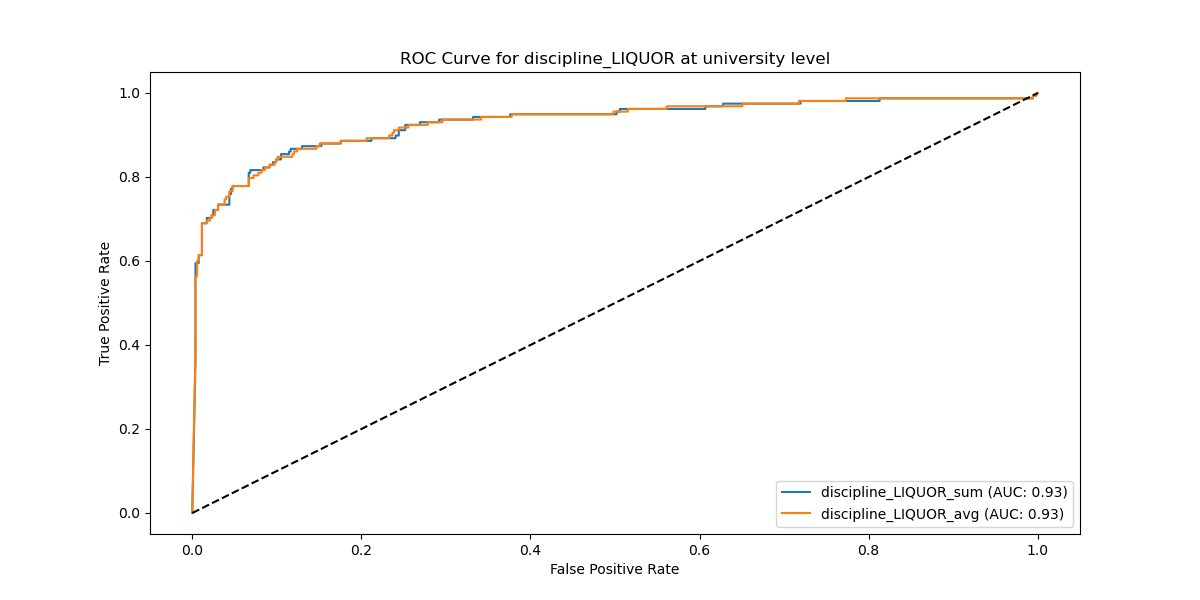 ROC Curve for discipline_LIQUOR at university level
True Positive Rate
1.0
0.8
0.6
0.4
0.2
0.0
discipline_LIQUOR_sum (AUC: 0.93)
discipline_LIQUOR_avg (AUC: 0.93)
0.0 0.2 0.4 0.6 0.8 1.0
False Positive Rate